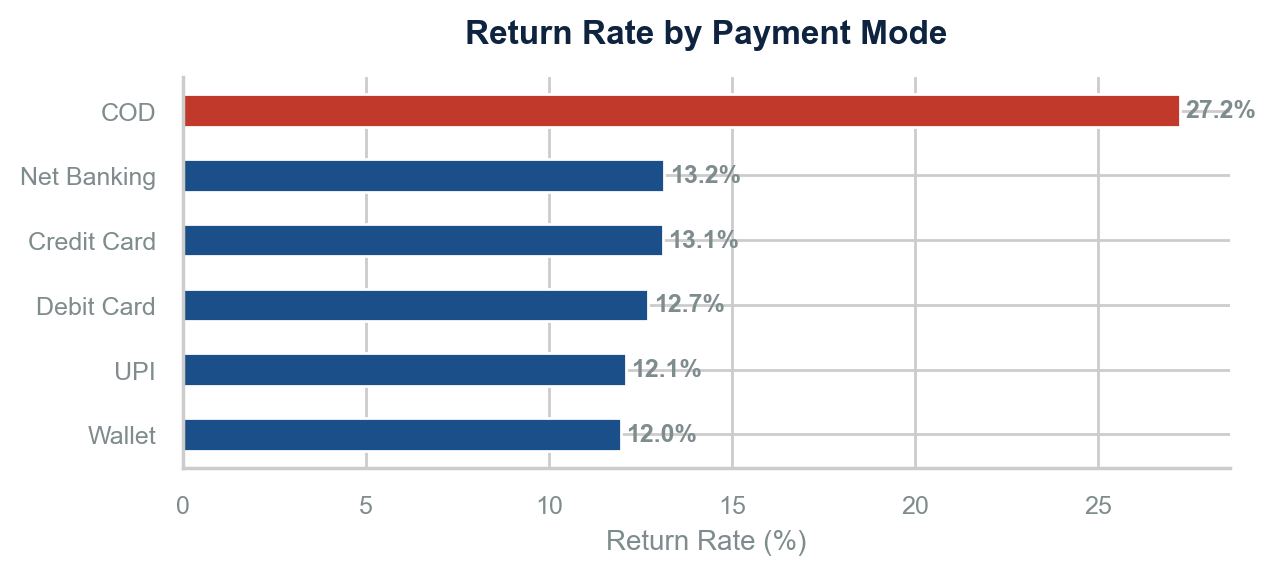 Return Rate by Payment Mode
COD 27.2%
Net Banking 13.2%
Credit Card 13.1%
Debit Card 12.7%
UPI 12.1%
Wallet 12.0%
0 5 10 15 20 25
Return Rate (%)